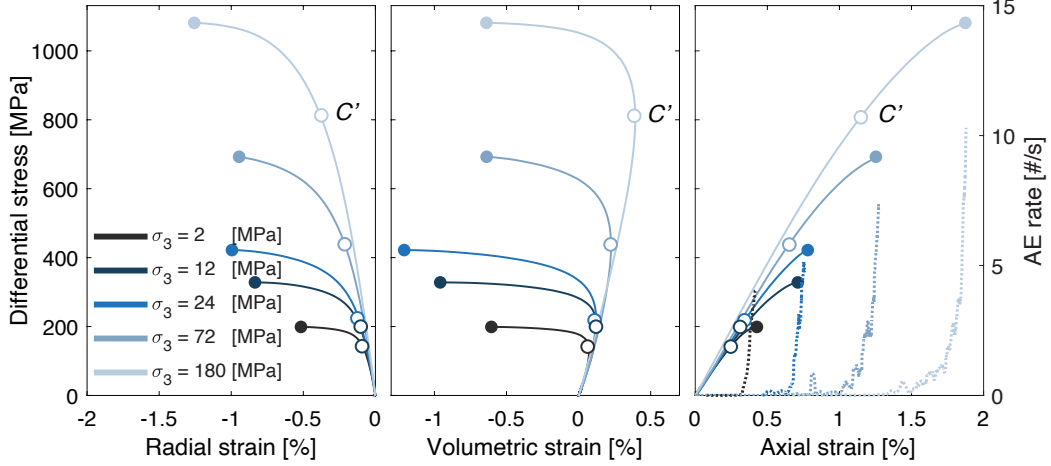 Differential stress [MPa]
1000
800
600
400
200
0
C'
σ3 = 2 [MPa]
σ3 = 12 [MPa]
σ3 = 24 [MPa]
σ3 = 72 [MPa]
σ3 = 180 [MPa]
-2 -1.5 -1 -0.5 0
Radial strain [%]
C'
-1 -0.5 0 0.5
Volumetric strain [%]
C'
0 0.5 1 1.5 2
Axial strain [%]
15
10
5
0
AE rate [#/s]